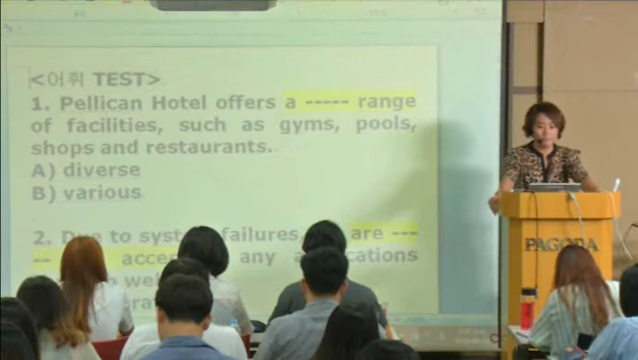 <어휘 TEST>
1. Pellican Hotel offers a ----- range
of facilities, such as gyms, pools,
shops and restaurants.
A) diverse
B) various
2. Due to system failures, are ---
-- any
PAGODA